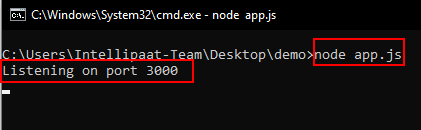 C:\Windows\System32\cmd.exe - node app.js
C:\Users\Intellipaat-Team\Desktop\demo>node app.js
Listening on port 3000